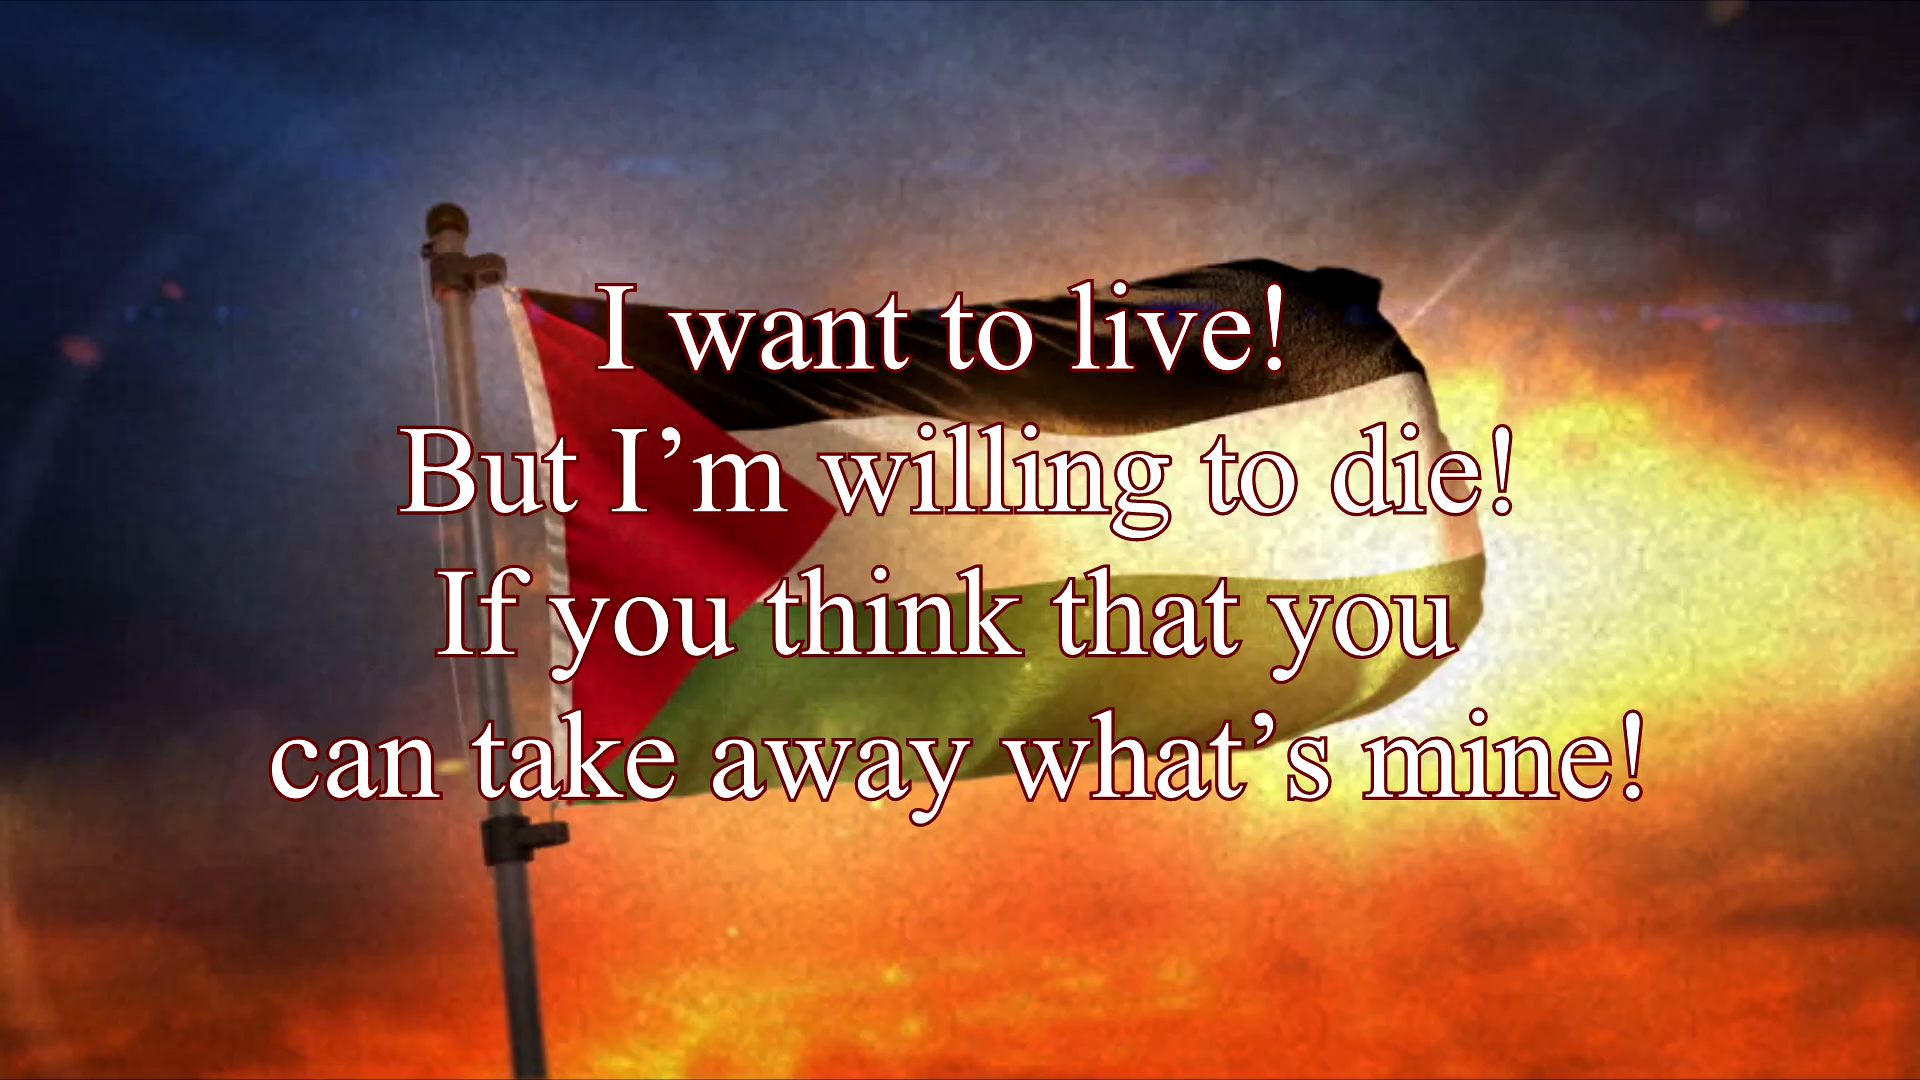 I want to live!
But I’m willing to die!
If you think that you
can take away what’s mine!